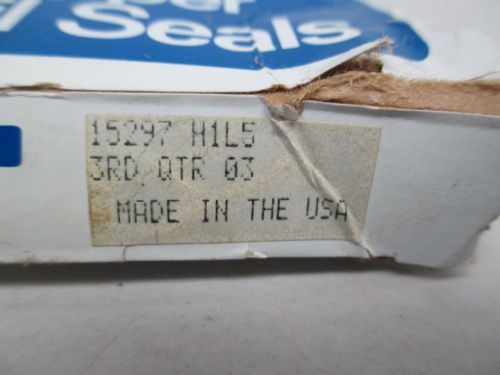 Seals
15297 H1L5
3RD QTR 03
MADE IN THE USA